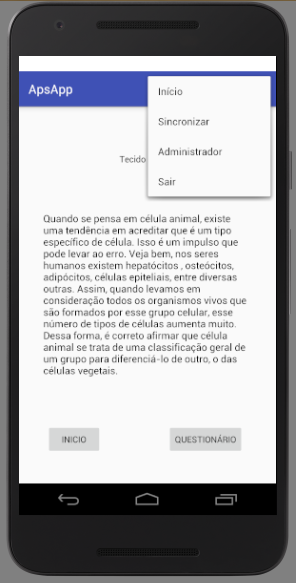 ApsApp
Início
Sincronizar
Administrador
Sair
Tecido
Quando se pensa em célula animal, existe
uma tendência em acreditar que é um tipo
específico de célula. Isso é um impulso que
pode levar ao erro. Veja bem, nos seres
humanos existem hepatócitos , osteócitos,
adipócitos, células epiteliais, entre diversas
outras. Assim, quando levamos em
consideração todos os organismos vivos que
são formados por esse grupo celular, esse
número de tipos de células aumenta muito.
Dessa forma, é correto afirmar que célula
animal se trata de uma classificação geral de
um grupo para diferenciá-lo de outro, o das
células vegetais.
INICIO
QUESTIONÁRIO